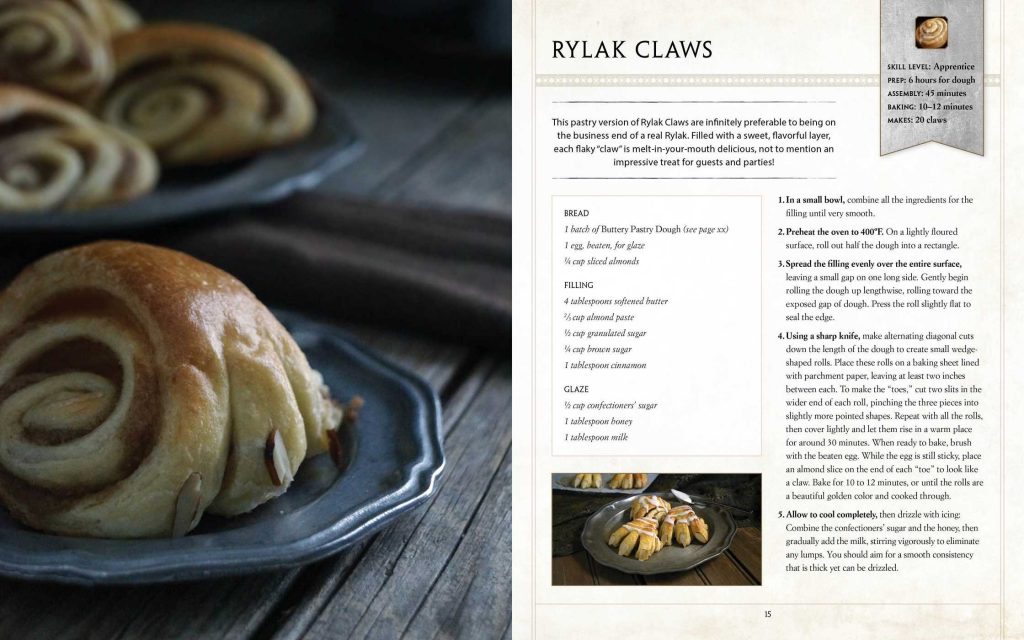 RYLAK CLAWS
SKILL LEVEL: Apprentice
PREP: 6 hours for dough
ASSEMBLY: 45 minutes
BAKING: 10–12 minutes
MAKES: 20 claws
This pastry version of Rylak Claws are infinitely preferable to being on
the business end of a real Rylak. Filled with a sweet, flavorful layer,
each flaky “claw” is melt-in-your-mouth delicious, not to mention an
impressive treat for guests and parties!
BREAD
1 batch of Buttery Pastry Dough (see page xx)
1 egg, beaten, for glaze
¼ cup sliced almonds
FILLING
4 tablespoons softened butter
⅔ cup almond paste
½ cup granulated sugar
¼ cup brown sugar
1 tablespoon cinnamon
GLAZE
½ cup confectioners’ sugar
1 tablespoon honey
1 tablespoon milk
1. In a small bowl, combine all the ingredients for the
filling until very smooth.
2. Preheat the oven to 400°F. On a lightly floured
surface, roll out half the dough into a rectangle.
3. Spread the filling evenly over the entire surface,
leaving a small gap on one long side. Gently begin
rolling the dough up lengthwise, rolling toward the
exposed gap of dough. Press the roll slightly flat to
seal the edge.
4. Using a sharp knife, make alternating diagonal cuts
down the length of the dough to create small wedge-
shaped rolls. Place these rolls on a baking sheet lined
with parchment paper, leaving at least two inches
between each. To make the “toes,” cut two slits in the
wider end of each roll, pinching the three pieces into
slightly more pointed shapes. Repeat with all the rolls,
then cover lightly and let them rise in a warm place
for around 30 minutes. When ready to bake, brush
with the beaten egg. While the egg is still sticky, place
an almond slice on the end of each “toe” to look like
a claw. Bake for 10 to 12 minutes, or until the rolls are
a beautiful golden color and cooked through.
5. Allow to cool completely, then drizzle with icing:
Combine the confectioners’ sugar and the honey, then
gradually add the milk, stirring vigorously to eliminate
any lumps. You should aim for a smooth consistency
that is thick yet can be drizzled.
15